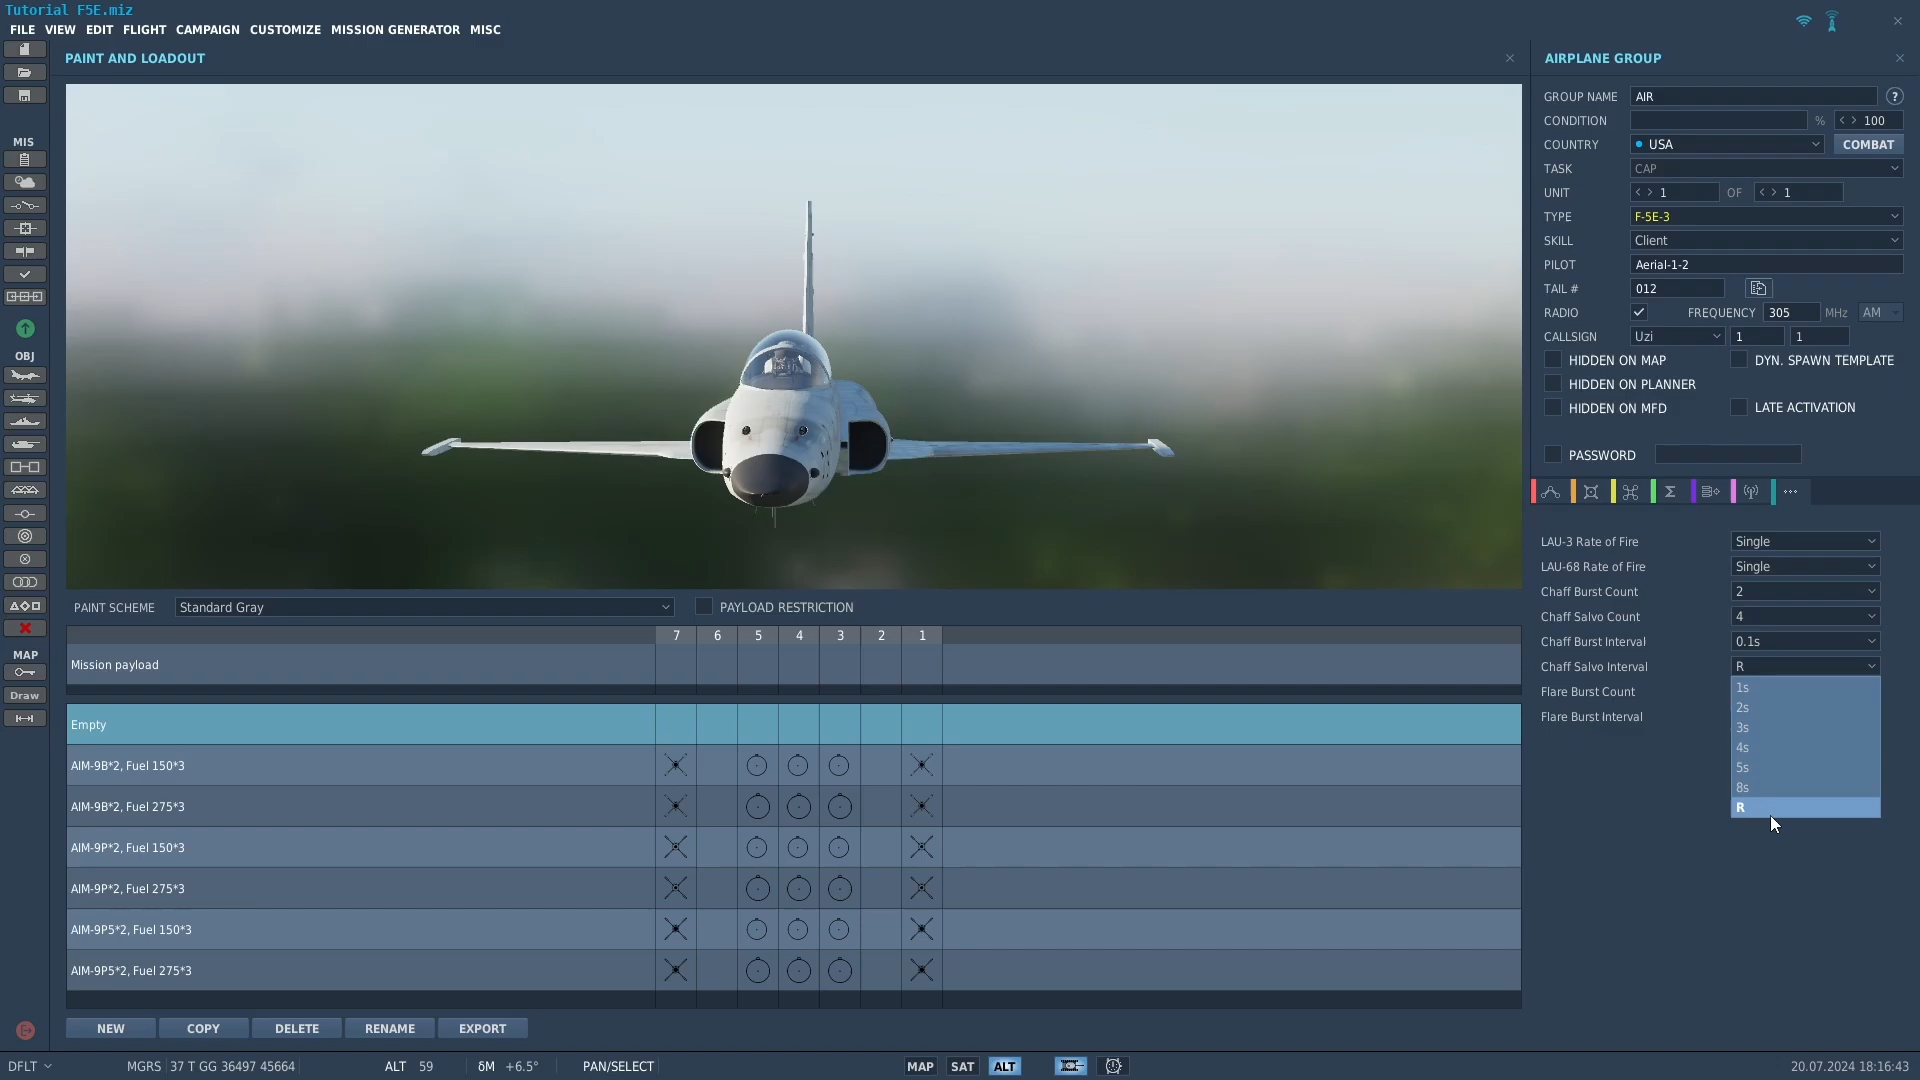 Tutorial F5E.miz
FILE VIEW EDIT FLIGHT CAMPAIGN CUSTOMIZE MISSION GENERATOR MISC
PAINT AND LOADOUT
MIS
OBJ
MAP
Draw
PAINT SCHEME Standard Gray PAYLOAD RESTRICTION
7 6 5 4 3 2 1
Mission payload
Empty
AIM-9B*2, Fuel 150*3
AIM-9B*2, Fuel 275*3
AIM-9P*2, Fuel 150*3
AIM-9P*2, Fuel 275*3
AIM-9P5*2, Fuel 150*3
AIM-9P5*2, Fuel 275*3
NEW COPY DELETE RENAME EXPORT
AIRPLANE GROUP
GROUP NAME AIR ?
CONDITION % < > 100
COUNTRY USA COMBAT
TASK CAP
UNIT < > 1 OF < > 1
TYPE F-5E-3
SKILL Client
PILOT Aerial-1-2
TAIL # 012
RADIO FREQUENCY 305 MHz AM
CALLSIGN Uzi 1 1
HIDDEN ON MAP DYN. SPAWN TEMPLATE
HIDDEN ON PLANNER
HIDDEN ON MFD LATE ACTIVATION
PASSWORD
LAU-3 Rate of Fire Single
LAU-68 Rate of Fire Single
Chaff Burst Count 2
Chaff Salvo Count 4
Chaff Burst Interval 0.1s
Chaff Salvo Interval R
Flare Burst Count
Flare Burst Interval
1s
2s
3s
4s
5s
8s
R
DFLT MGRS 37 T GG 36497 45664 ALT 59 δM +6.5° PAN/SELECT MAP SAT ALT 20.07.2024 18:16:43